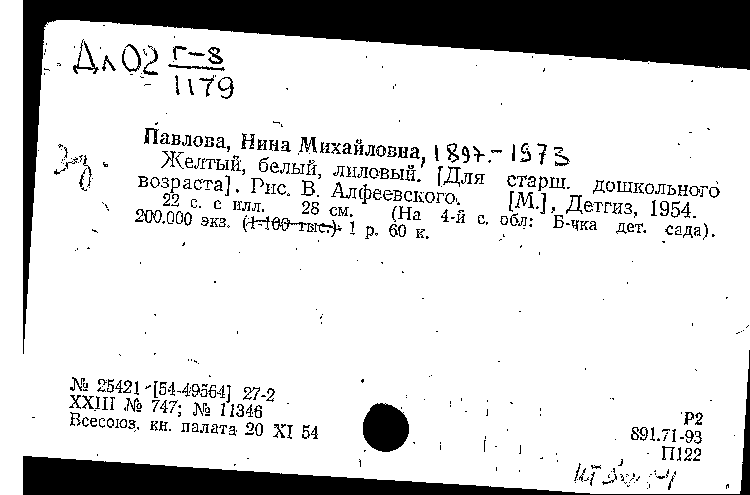 Дл02 Г-8
1179
Павлова, Нина Михайловна, 1897.-1973
Желтый, белый, лиловый. [Для старш. дошкольного
возраста]. Рис. В. Алфеевского. [М.], Детгиз, 1954.
22 с. с илл. 28 см. (На 4-й с. обл: Б-чка дет. сада).
200.000 экз. (1-100 тыс.). 1 р. 60 к.
№ 25421 [54-49564] 27-2
XXIII № 747; № 11346
Всесоюз. кн. палата 20 XI 54
Р2
891.71-93
П122